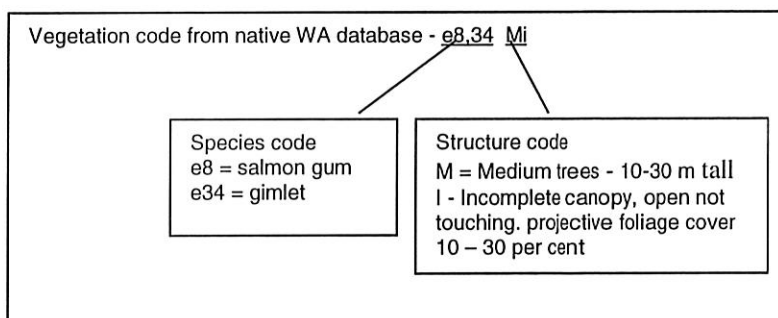 Vegetation code from native WA database - e8,34 Mi
Species code
e8 = salmon gum
e34 = gimlet
Structure code
M = Medium trees - 10-30 m tall
I - Incomplete canopy, open not
touching. projective foliage cover
10 – 30 per cent